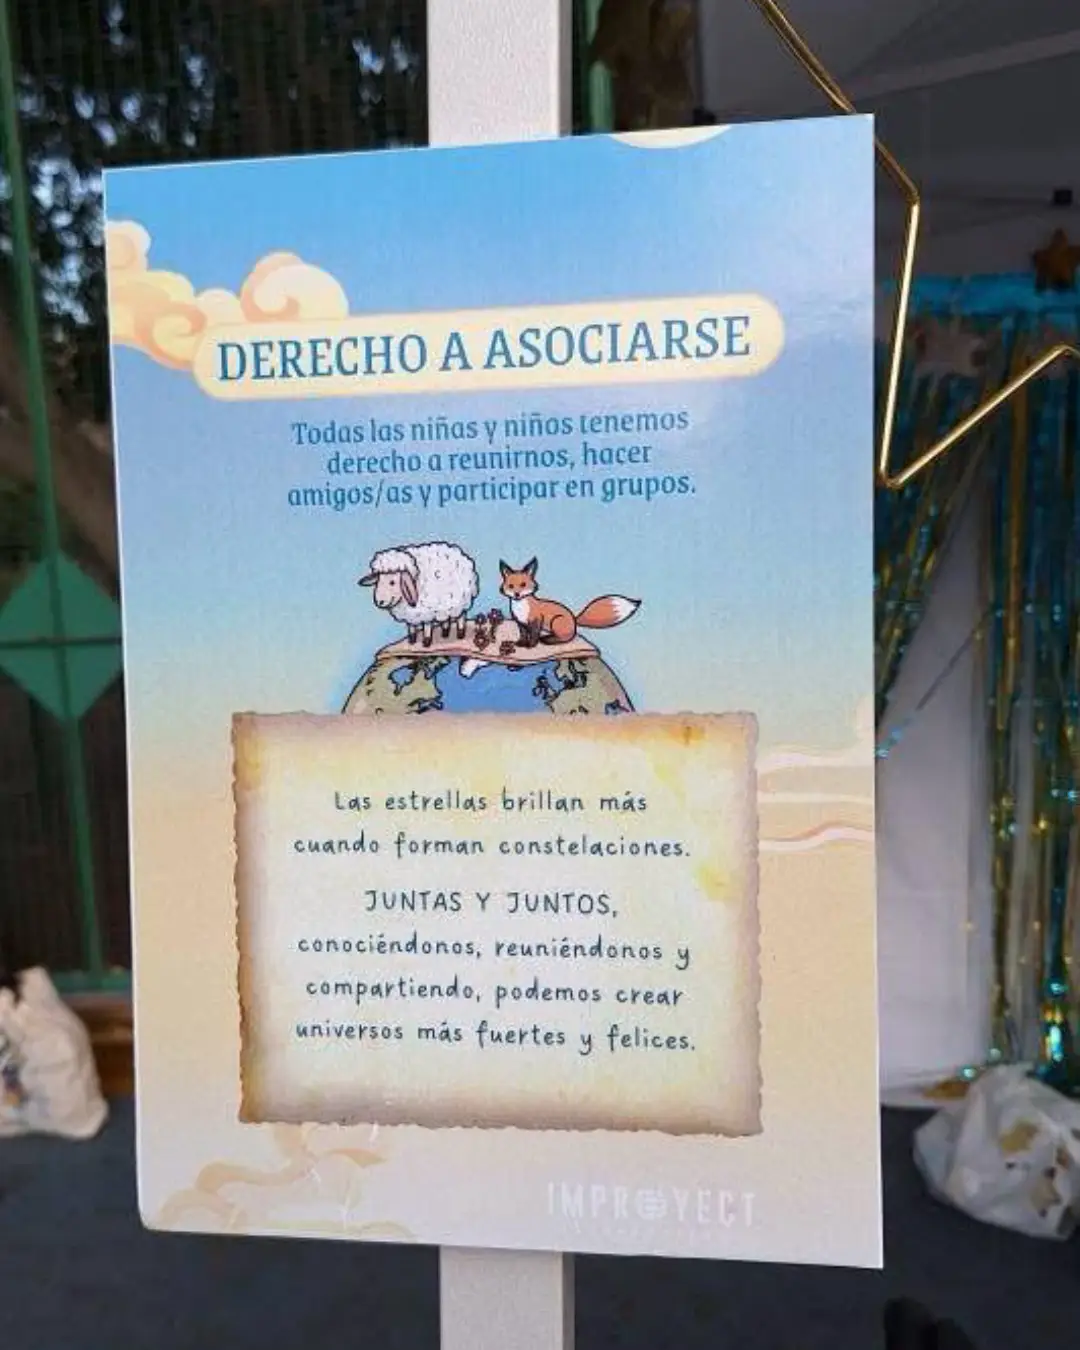 DERECHO A ASOCIARSE
Todas las niñas y niños tenemos
derecho a reunirnos, hacer
amigos/as y participar en grupos.
Las estrellas brillan más
cuando forman constelaciones.
JUNTAS Y JUNTOS,
conociéndonos, reuniéndonos y
compartiendo, podemos crear
universos más fuertes y felices.
IMPROYECT